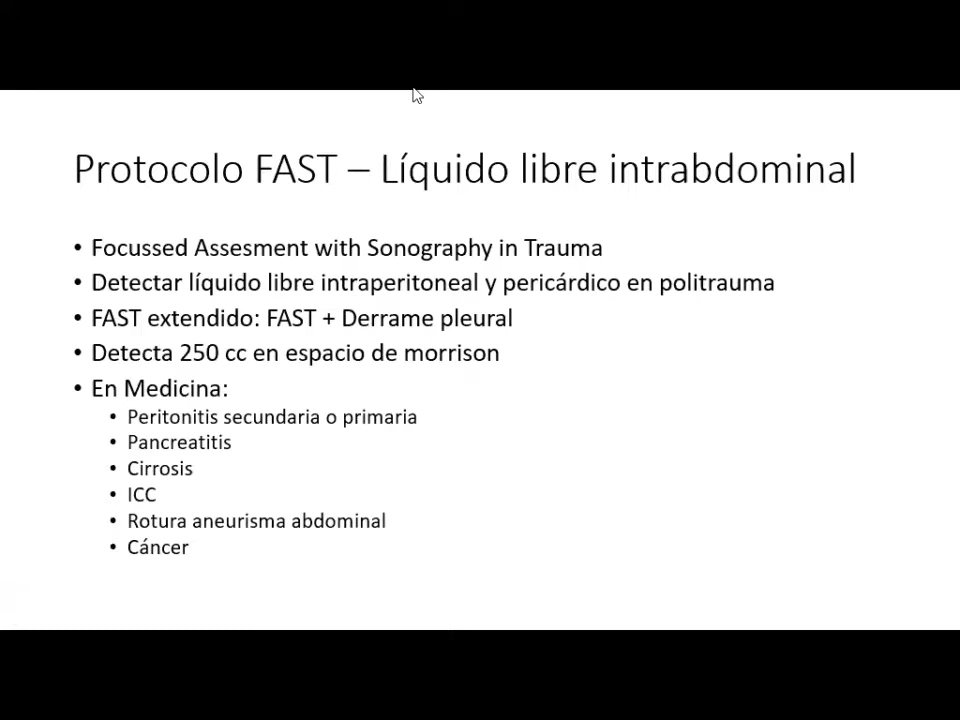 Protocolo FAST – Líquido libre intrabdominal
• Focussed Assesment with Sonography in Trauma
• Detectar líquido libre intraperitoneal y pericárdico en politrauma
• FAST extendido: FAST + Derrame pleural
• Detecta 250 cc en espacio de morrison
• En Medicina:
• Peritonitis secundaria o primaria
• Pancreatitis
• Cirrosis
• ICC
• Rotura aneurisma abdominal
• Cáncer